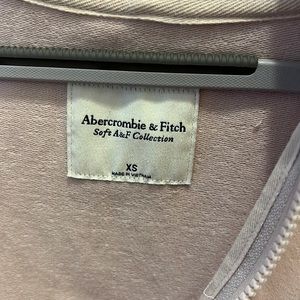 Abercrombie & Fitch
Soft A&F Collection
XS
MADE IN VIETNAM